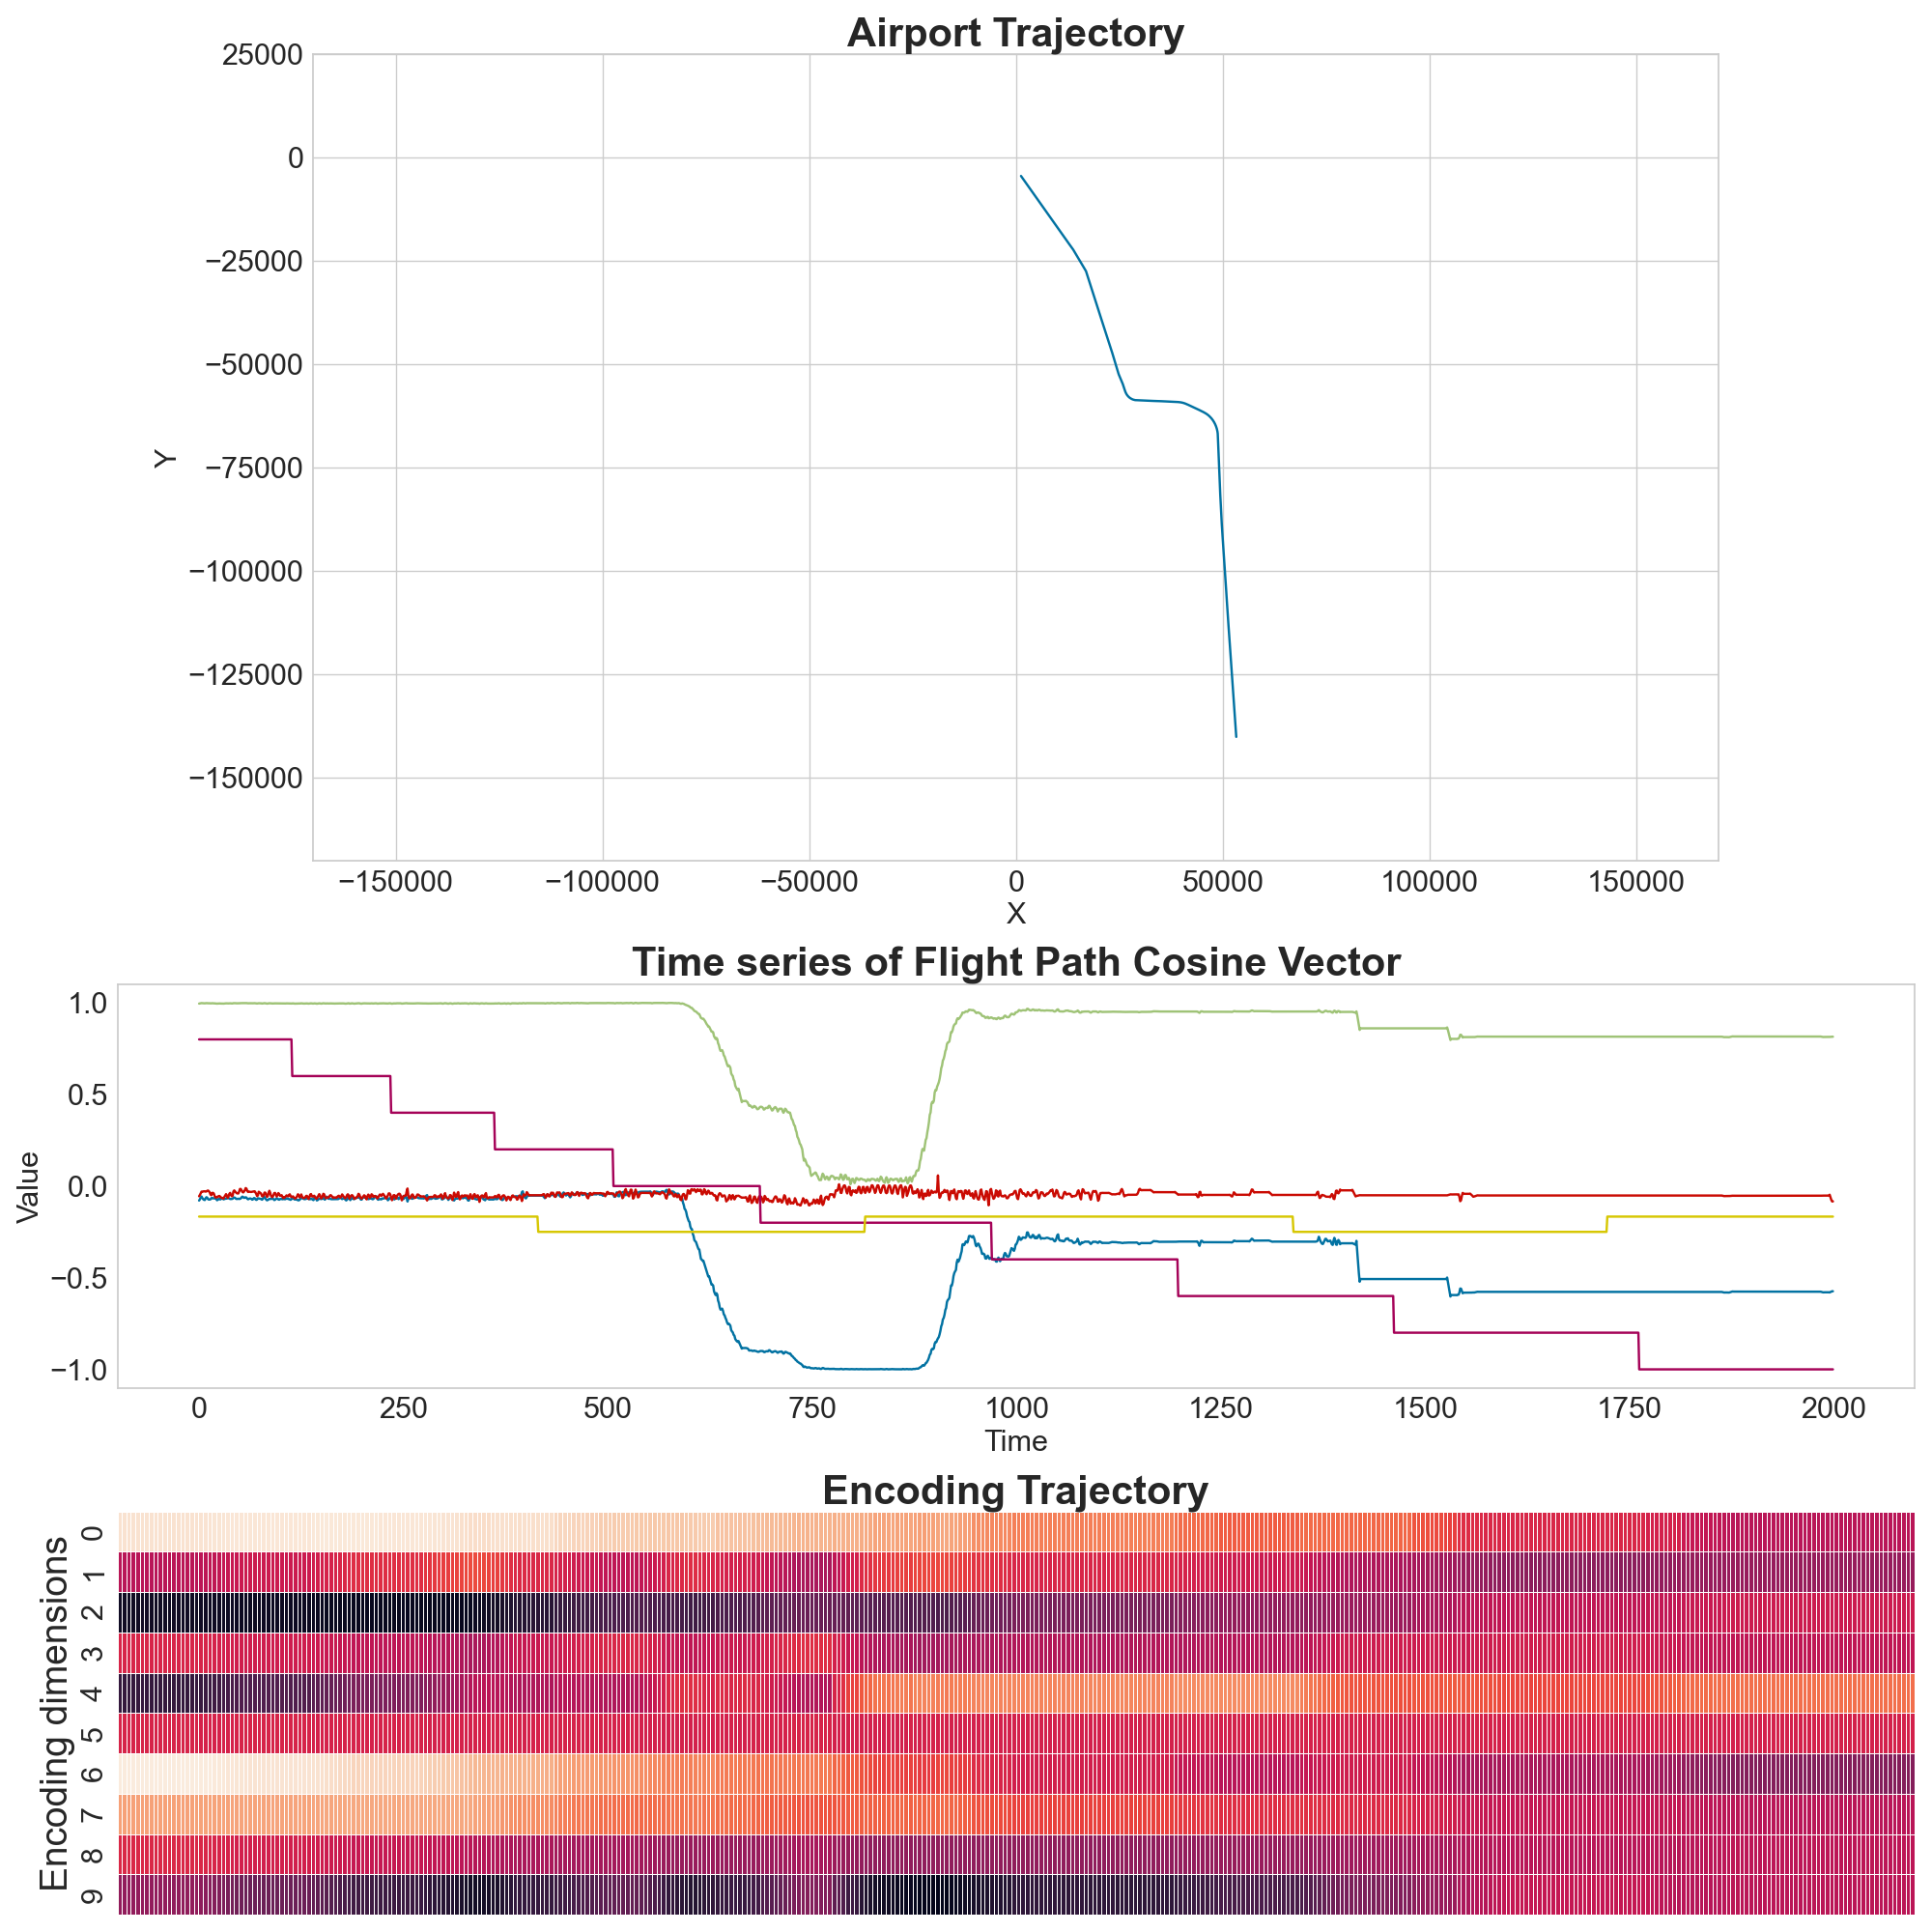 Airport Trajectory
25000
0
−25000
−50000
−75000
−100000
−125000
−150000
Y
−150000 −100000 −50000 0 50000 100000 150000
X
Time series of Flight Path Cosine Vector
1.0
0.5
0.0
−0.5
−1.0
Value
0 250 500 750 1000 1250 1500 1750 2000
Time
Encoding Trajectory
0
1
2
3
4
5
6
7
8
9
Encoding dimensions